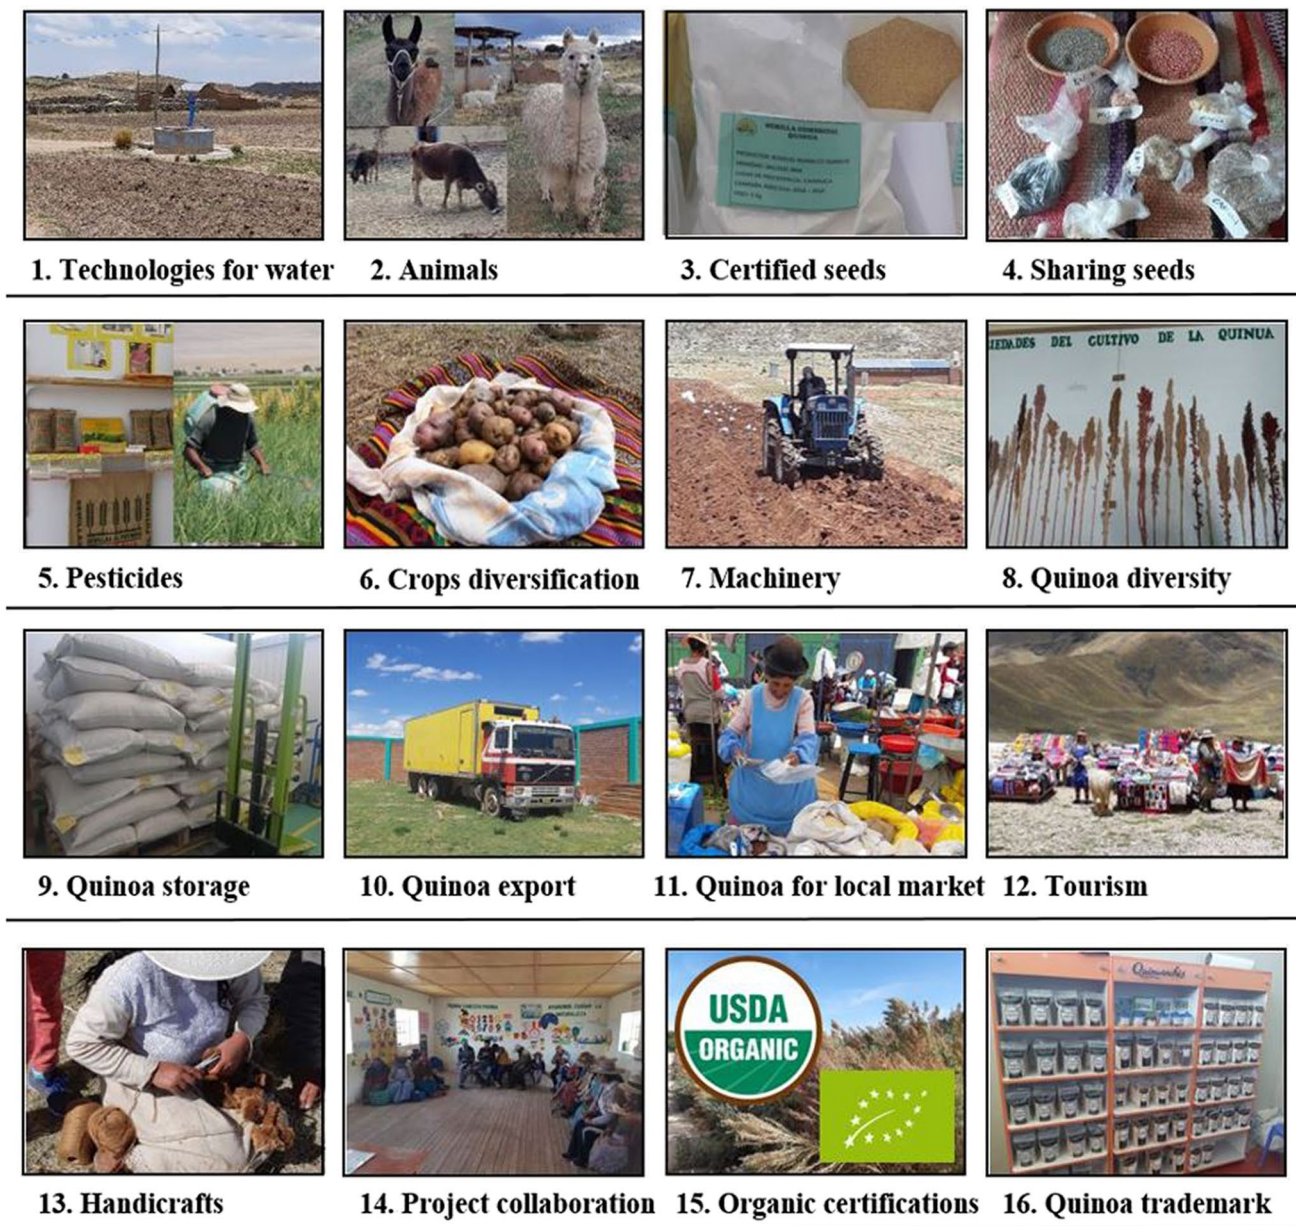 1. Technologies for water
2. Animals
3. Certified seeds
4. Sharing seeds
5. Pesticides
6. Crops diversification
7. Machinery
IEDADES DEL CULTIVO DE LA QUINUA
8. Quinoa diversity
9. Quinoa storage
10. Quinoa export
11. Quinoa for local market
12. Tourism
13. Handicrafts
14. Project collaboration
USDA
ORGANIC
15. Organic certifications
16. Quinoa trademark